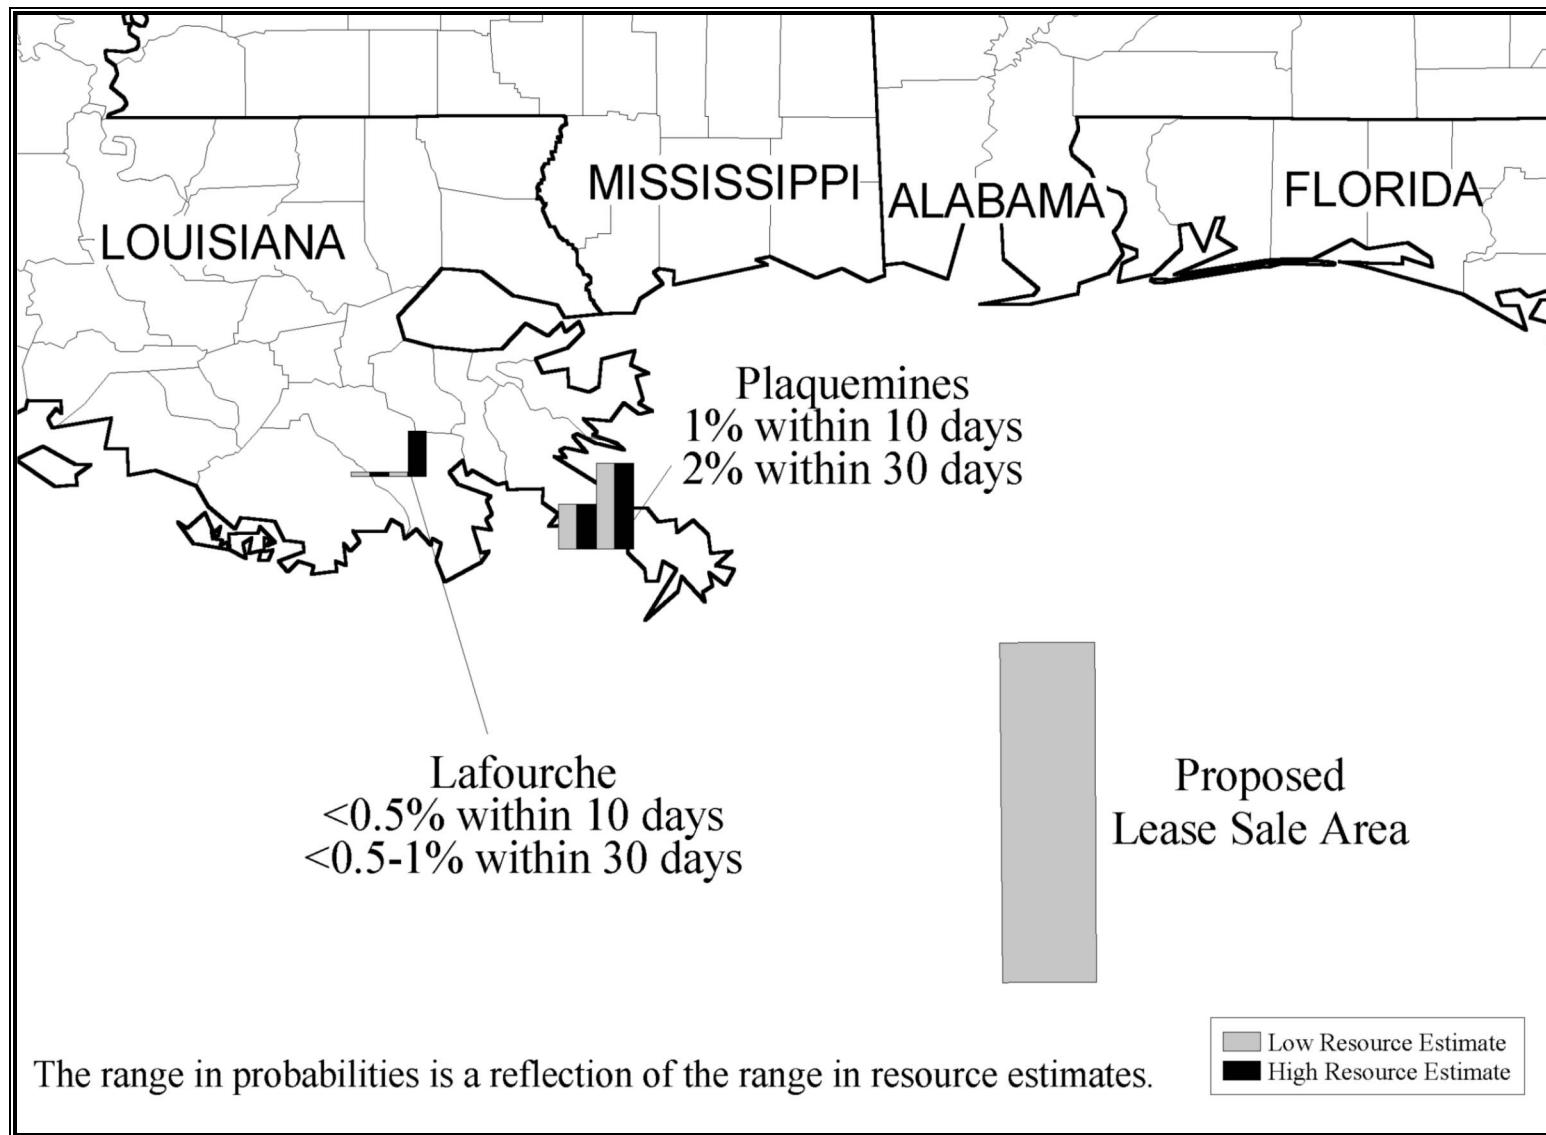 LOUISIANA
MISSISSIPPI
ALABAMA
FLORIDA
Plaquemines
1% within 10 days
2% within 30 days
Lafourche
<0.5% within 10 days
<0.5-1% within 30 days
Proposed
Lease Sale Area
Low Resource Estimate
High Resource Estimate
The range in probabilities is a reflection of the range in resource estimates.